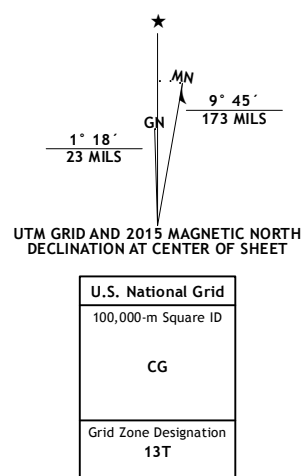 ★
MN
GN
9° 45´
173 MILS
1° 18´
23 MILS
UTM GRID AND 2015 MAGNETIC NORTH
DECLINATION AT CENTER OF SHEET
U.S. National Grid
100,000-m Square ID
CG
Grid Zone Designation
13T